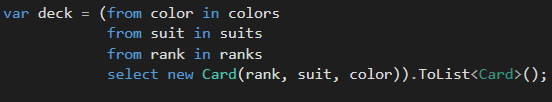 var deck = (from color in colors
            from suit in suits
            from rank in ranks
            select new Card(rank, suit, color)).ToList<Card>();